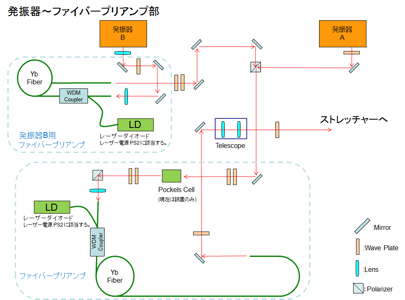 発振器～ファイバープリアンプ部
発振器
B
発振器
A
Yb
Fiber
WDM
Coupler
LD
レーザーダイオード
レーザー電源PS2に該当する。
発振器B用
ファイバープリアンプ
Telescope
ストレッチャーへ
Pockels Cell
(現在は設置のみ)
LD
レーザーダイオード
レーザー電源PS2に該当する。
WDM
Coupler
Yb
Fiber
ファイバープリアンプ
:Mirror
:Wave Plate
:Lens
:Polarizer